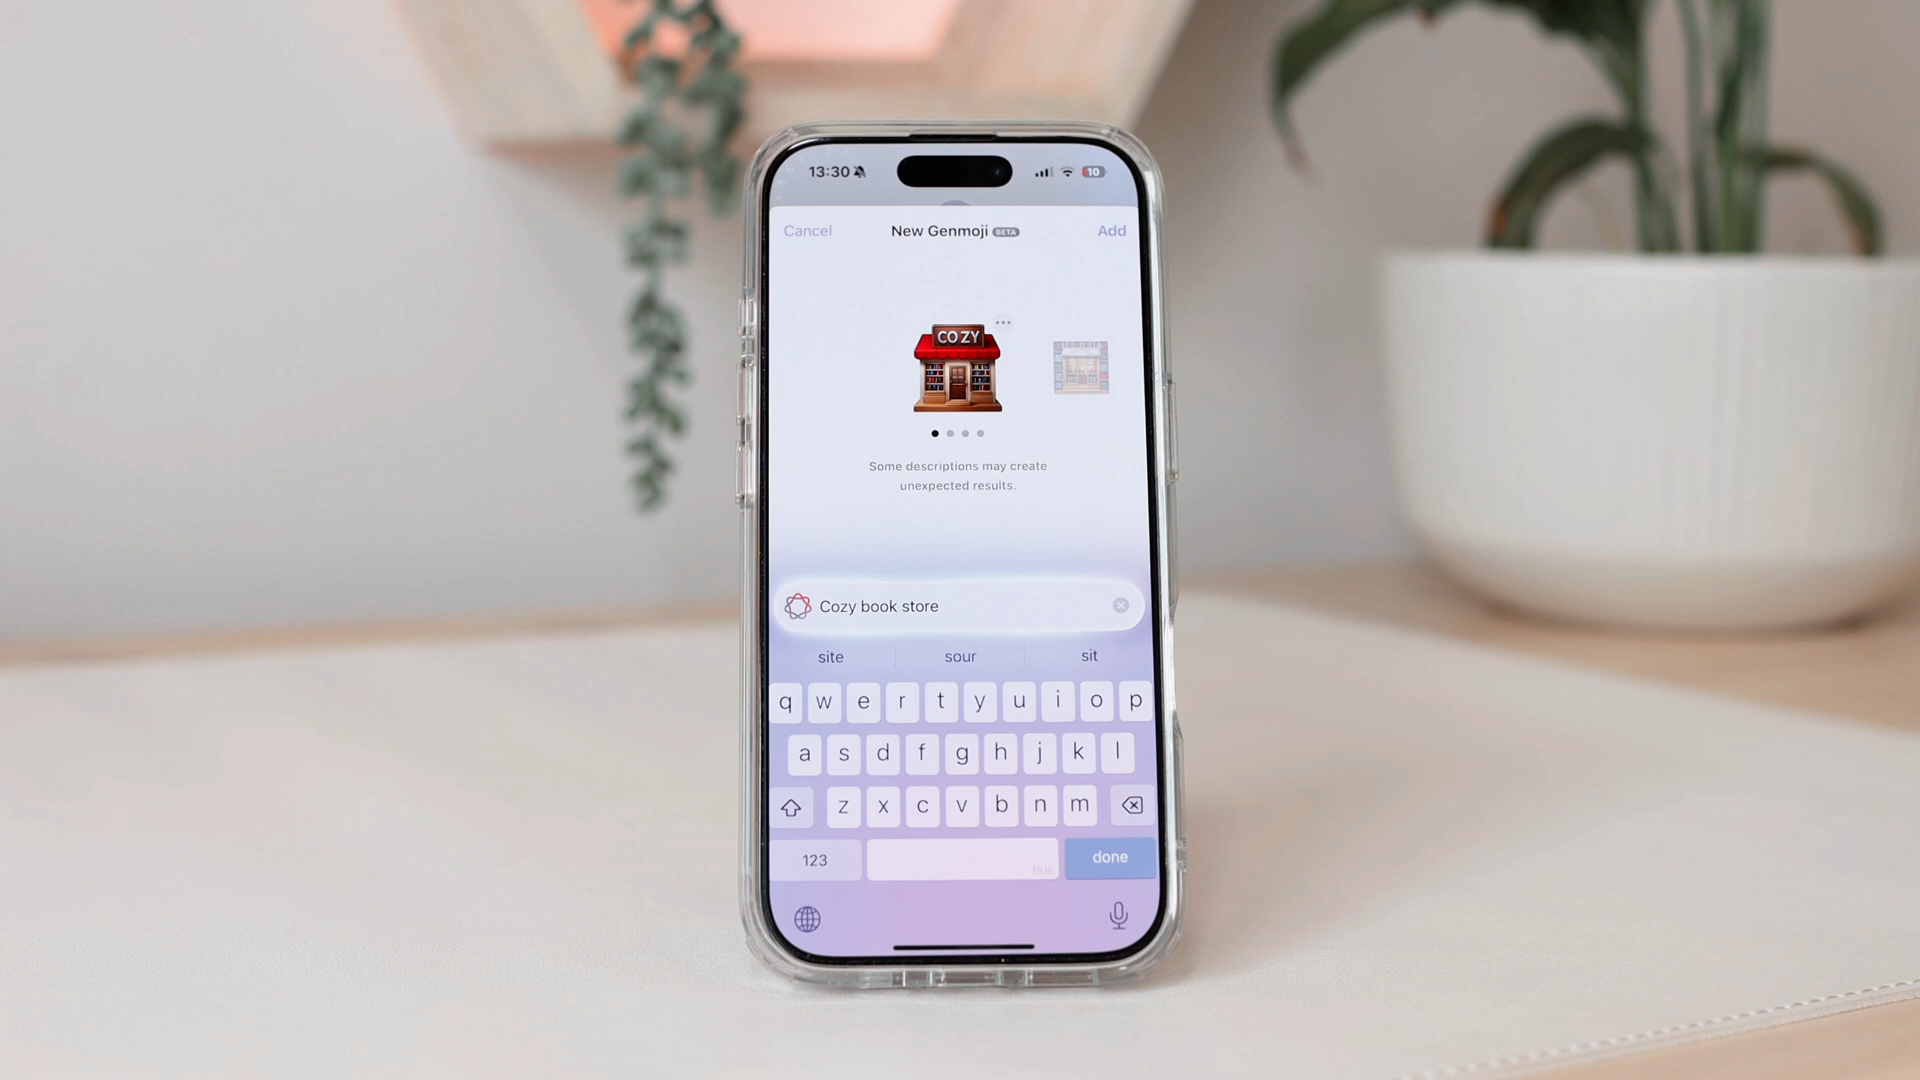 13:30
10
Cancel
New Genmoji BETA
Add
COZY
Some descriptions may create
unexpected results.
Cozy book store
site sour sit
q w e r t y u i o p
a s d f g h j k l
z x c v b n m
123 done